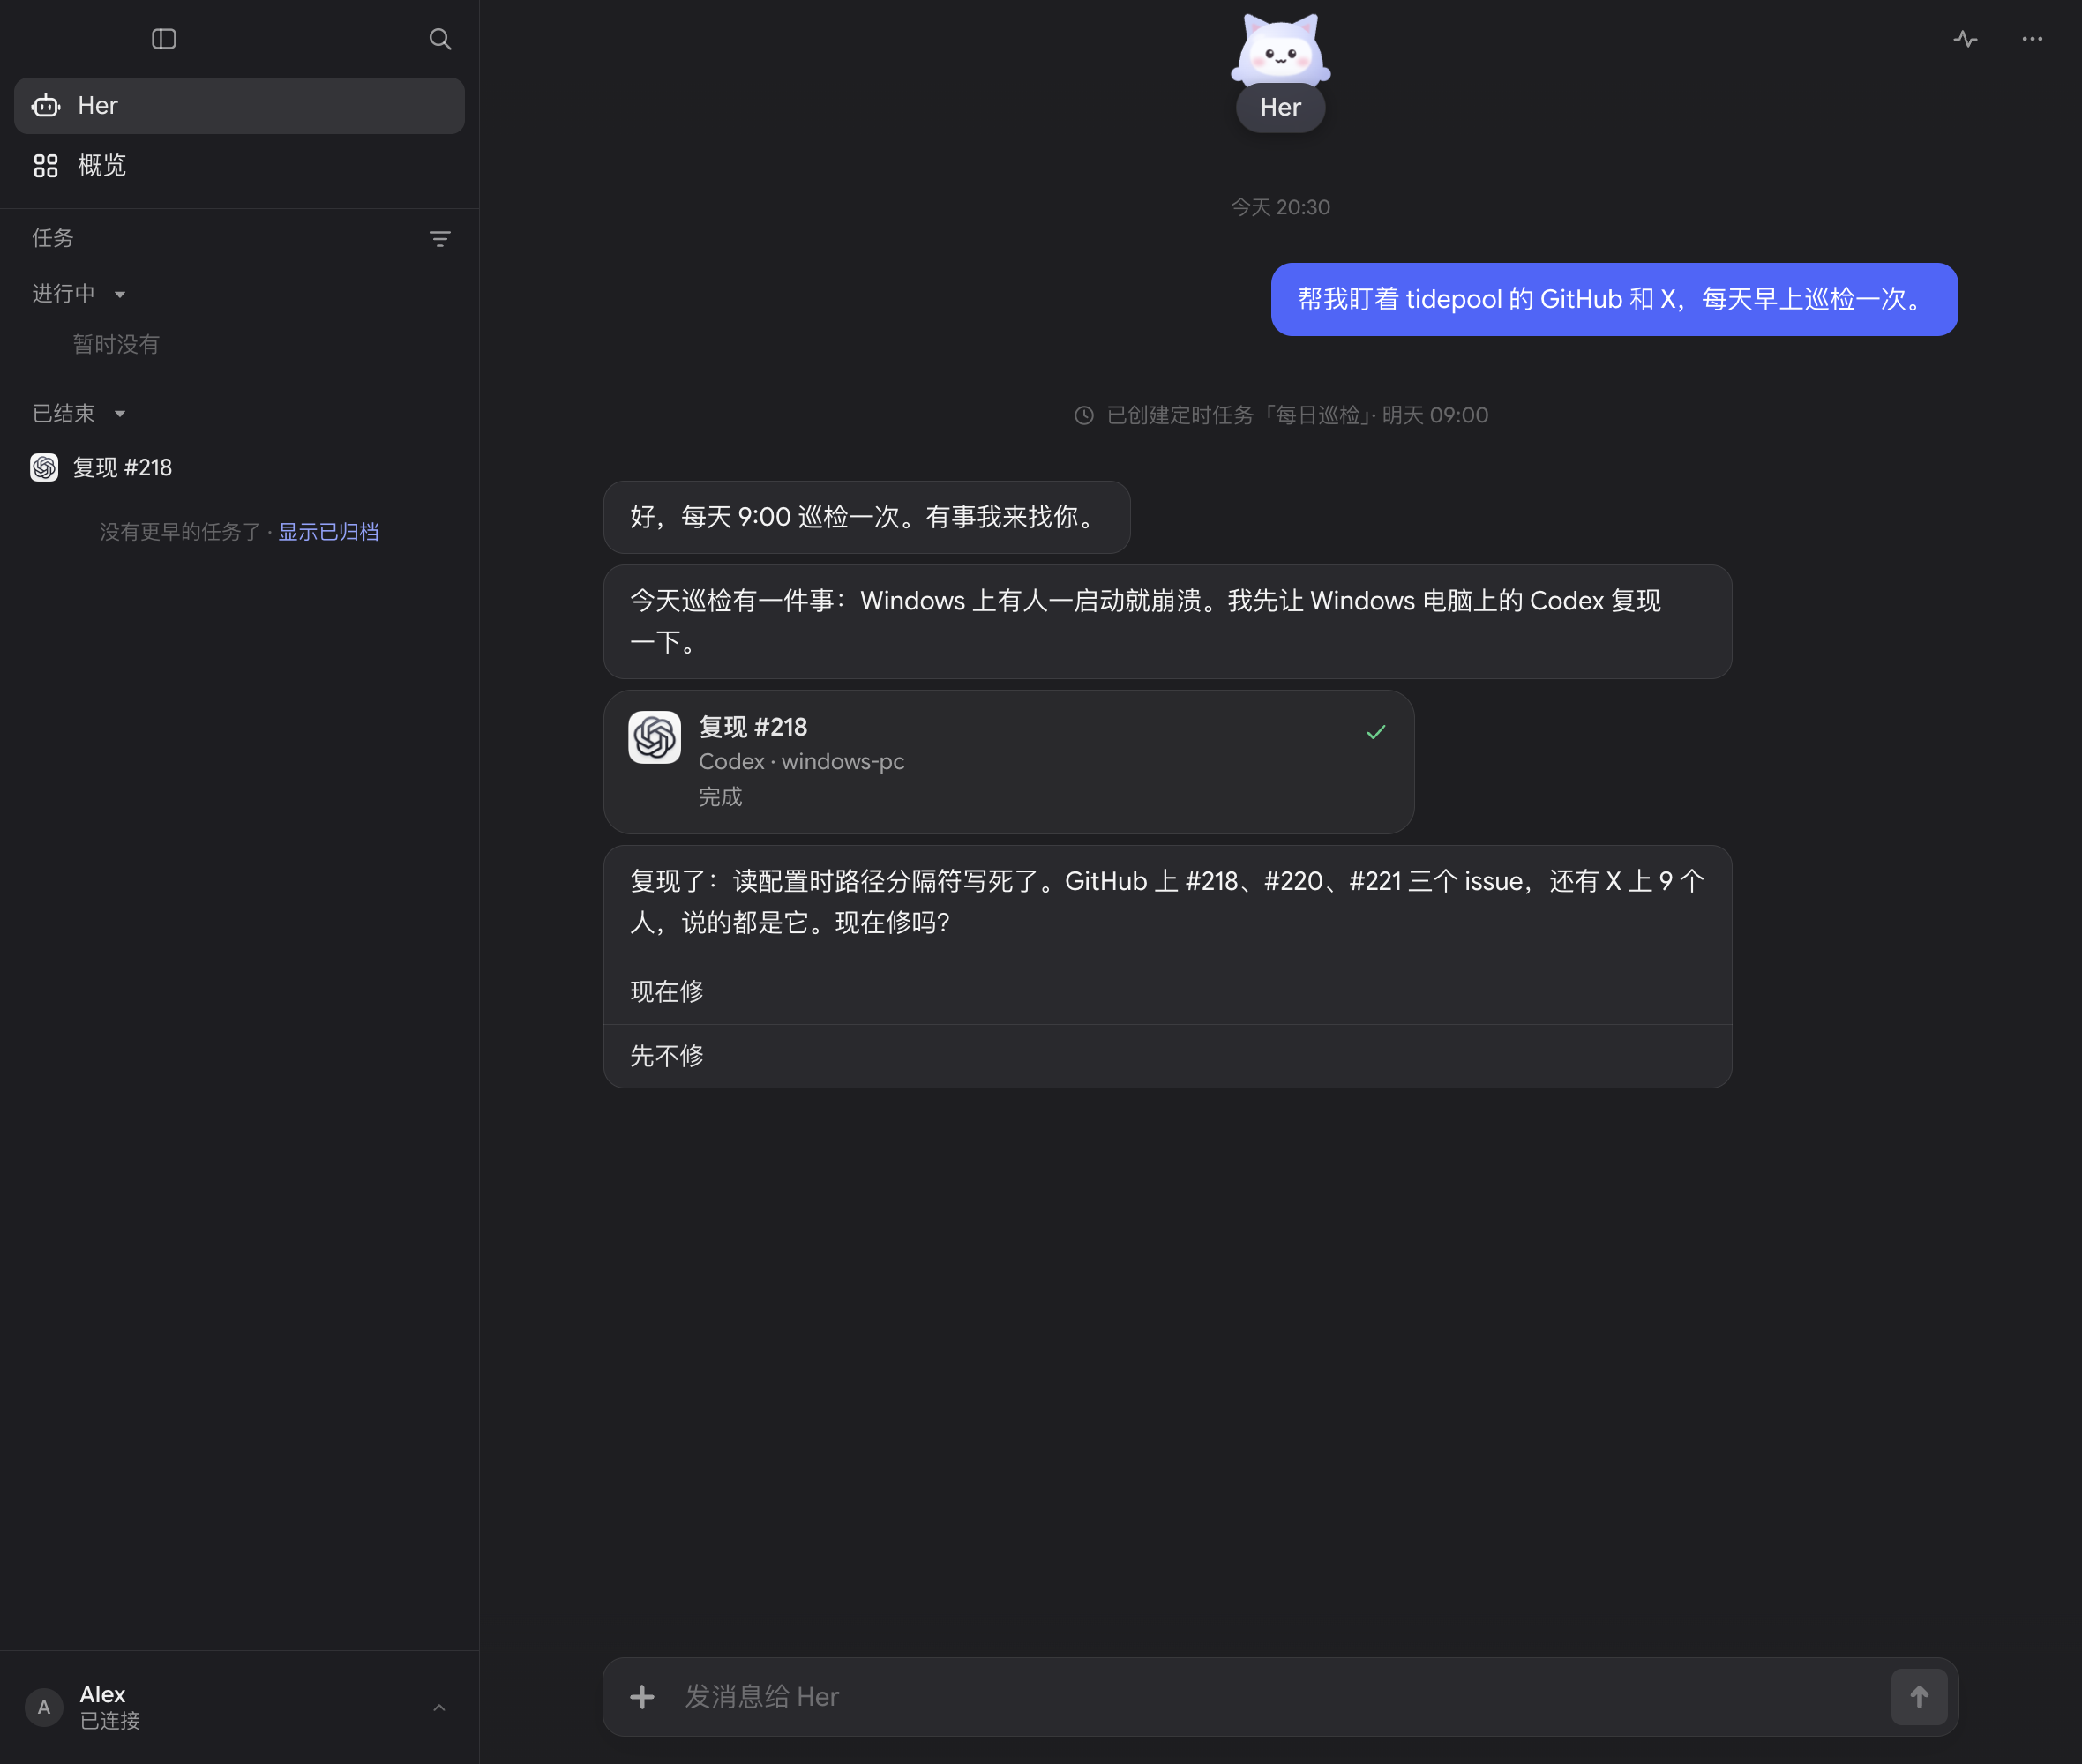 Her
概览
任务
进行中
暂时没有
已结束
复现 #218
没有更早的任务了 · 显示已归档
A
Alex
已连接
Her
今天 20:30
帮我盯着 tidepool 的 GitHub 和 X，每天早上巡检一次。
已创建定时任务「每日巡检」· 明天 09:00
好，每天 9:00 巡检一次。有事我来找你。
今天巡检有一件事：Windows 上有人一启动就崩溃。我先让 Windows 电脑上的 Codex 复现
一下。
复现 #218
Codex · windows-pc
完成
复现了：读配置时路径分隔符写死了。GitHub 上 #218、#220、#221 三个 issue，还有 X 上 9 个
人，说的都是它。现在修吗？
现在修
先不修
发消息给 Her